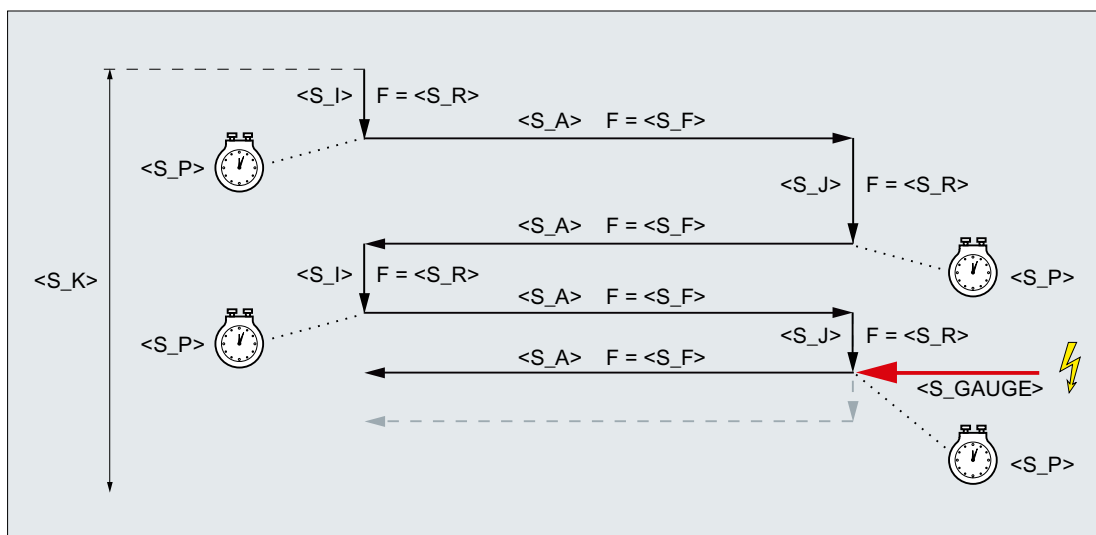 <S_I> F = <S_R>
<S_A> F = <S_F>
<S_P>
<S_J> F = <S_R>
<S_A> F = <S_F>
<S_K>
<S_I> F = <S_R>
<S_P>
<S_A> F = <S_F>
<S_P>
<S_J> F = <S_R>
<S_A> F = <S_F>
<S_GAUGE>
<S_P>